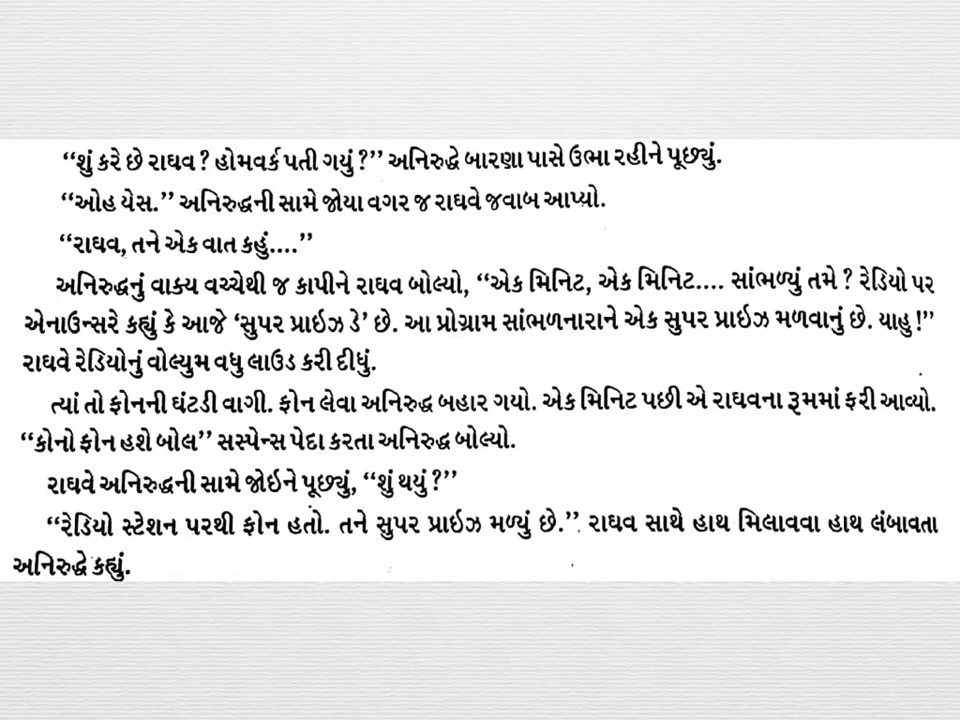 “શું કરે છે રાઘવ ? હોમવર્ક પતી ગયું ?” અનિરુદ્ધે બારણા પાસે ઉભા રહીને પૂછ્યું.
“ઓહ યેસ.” અનિરુદ્ધની સામે જોયા વગર જ રાઘવે જવાબ આપ્યો.
“રાઘવ, તને એક વાત કહું....”
અનિરુદ્ધનું વાક્ય વચ્ચેથી જ કાપીને રાઘવ બોલ્યો, “એક મિનિટ, એક મિનિટ.... સાંભળ્યું તમે ? રેડિયો પર
એનાઉન્સરે કહ્યું કે આજે ‘સુપર પ્રાઇઝ ડે’ છે. આ પ્રોગ્રામ સાંભળનારાને એક સુપર પ્રાઇઝ મળવાનું છે. યાહુ !”
રાઘવે રેડિયોનું વોલ્યુમ વધુ લાઉડ કરી દીધું.
ત્યાં તો ફોનની ઘંટડી વાગી. ફોન લેવા અનિરુદ્ધ બહાર ગયો. એક મિનિટ પછી એ રાઘવના રૂમમાં ફરી આવ્યો.
“કોનો ફોન હશે બોલ” સસ્પેન્સ પેદા કરતા અનિરુદ્ધ બોલ્યો.
રાઘવે અનિરુદ્ધની સામે જોઇને પૂછ્યું, “શું થયું ?”
“રેડિયો સ્ટેશન પરથી ફોન હતો. તને સુપર પ્રાઇઝ મળ્યું છે.”. રાઘવ સાથે હાથ મિલાવવા હાથ લંબાવતા
અનિરુદ્ધે કહ્યું.